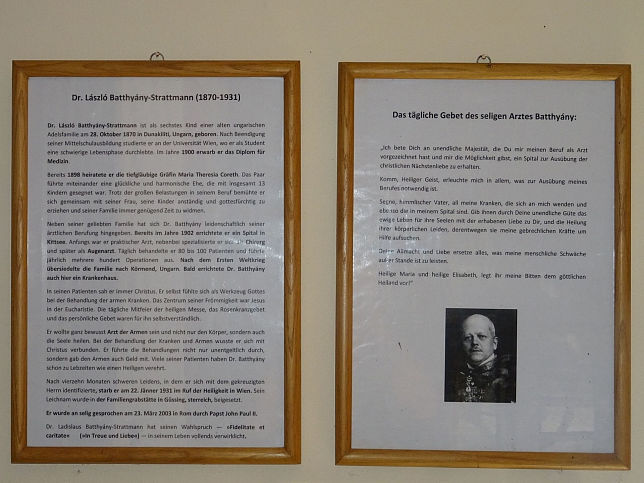 Dr. László Batthyány-Strattmann (1870-1931)
Dr. László Batthyány-Strattmann ist als sechstes Kind einer alten ungarischen
Adelsfamilie am 28. Oktober 1870 in Dunakiliti, Ungarn, geboren. Nach Beendigung
seiner Mittelschulausbildung studierte er an der Universität Wien, wo er als Student
eine schwierige Lebensphase durchlebte. Im Jahre 1900 erwarb er das Diplom für
Medizin.
Bereits 1898 heiratete er die tiefgläubige Gräfin Maria Theresia Coreth. Das Paar
führte miteinander eine glückliche und harmonische Ehe, die mit insgesamt 13
Kindern gesegnet war. Trotz der großen Belastungen in seinem Beruf bemühte er
sich gemeinsam mit seiner Frau, seine Kinder anständig und gottesfürchtig zu
erziehen und seiner Familie immer genügend Zeit zu widmen.
Neben seiner geliebten Familie hat sich Dr. Batthyány leidenschaftlich seiner
ärztlichen Berufung hingegeben. Bereits im Jahre 1902 errichtete er ein Spital in
Kittsee. Anfangs war er praktischer Arzt, nebenbei spezialisierte er sich als Chirurg
und später als Augenarzt. Täglich behandelte er 80 bis 100 Patienten und führte
jährlich mehrere hundert Operationen aus. Nach dem Ersten Weltkrieg
übersiedelte die Familie nach Körmend, Ungarn. Bald errichtete Dr. Batthyány
auch hier ein Krankenhaus.
In seinen Patienten sah er immer Christus. Er selbst fühlte sich als Werkzeug Gottes
bei der Behandlung der armen Kranken. Das Zentrum seiner Frömmigkeit war Jesus
in der Eucharistie. Die tägliche Mitfeier der heiligen Messe, das Rosenkranzgebet
und das persönliche Gebet waren für ihn selbstverständlich.
Er wollte ganz bewusst Arzt der Armen sein und nicht nur den Körper, sondern auch
die Seele heilen. Bei der Behandlung der Kranken und Armen wusste er sich mit
Christus verbunden. Er führte die Behandlungen nicht nur unentgeltlich durch,
sondern gab den Armen auch Geld mit. Viele seiner Patienten haben Dr. Batthyány
schon zu Lebzeiten wie einen Heiligen verehrt.
Nach vierzehn Monaten schweren Leidens, in dem er sich mit dem gekreuzigten
Herrn identifizierte, starb er am 22. Jänner 1931 im Ruf der Heiligkeit in Wien. Sein
Leichnam wurde in der Familiengrabstätte in Güssing, sterreich, beigesetzt.
Er wurde an selig gesprochen am 23. März 2003 in Rom durch Papst John Paul II.
Dr. Ladislaus Batthyány-Strattmann hat seinen Wahlspruch — »Fidelitate et
caritate« (»In Treue und Liebe«) — in seinem Leben vollends verwirklicht.
Das tägliche Gebet des seligen Arztes Batthyány:
„Ich bete Dich an unendliche Majestät, die Du mir meinen Beruf als Arzt
vorgezeichnet hast und mir die Möglichkeit gibst, ein Spital zur Ausübung der
christlichen Nächstenliebe zu erhalten.
Komm, Heiliger Geist, erleuchte mich in allem, was zur Ausübung meines
Berufes notwendig ist.
Segne, himmlischer Vater, all meine Kranken, die sich an mich wenden und
ebenso die in meinem Spital sind. Gib ihnen durch Deine unendliche Güte das
ewige Leben für ihre Seelen mit der erhabenen Liebe zu Dir, und die Heilung
ihrer körperlichen Leiden, derentwegen sie meine gebrechlichen Kräfte um
Hilfe aufsuchen.
Deine Allmacht und Liebe ersetze alles, was meine menschliche Schwäche
außer Stande ist zu leisten.
Heilige Maria und heilige Elisabeth, legt ihr meine Bitten dem göttlichen
Heiland vor!"